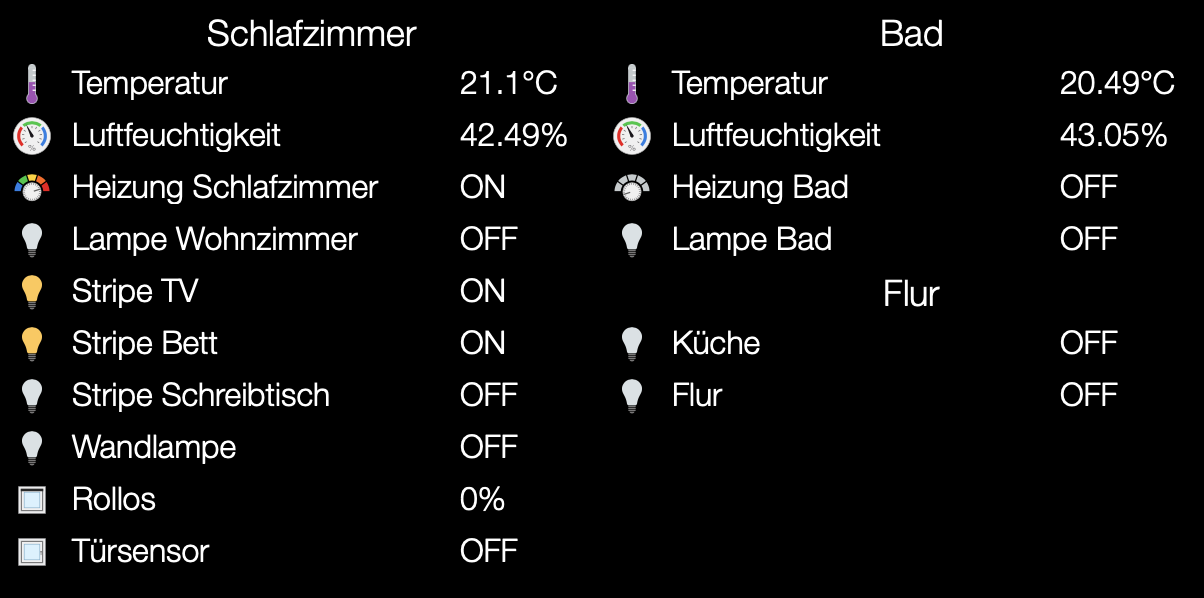 Schlafzimmer
Temperatur 21.1°C
Luftfeuchtigkeit 42.49%
Heizung Schlafzimmer ON
Lampe Wohnzimmer OFF
Stripe TV ON
Stripe Bett ON
Stripe Schreibtisch OFF
Wandlampe OFF
Rollos 0%
Türsensor OFF
Bad
Temperatur 20.49°C
Luftfeuchtigkeit 43.05%
Heizung Bad OFF
Lampe Bad OFF
Flur
Küche OFF
Flur OFF